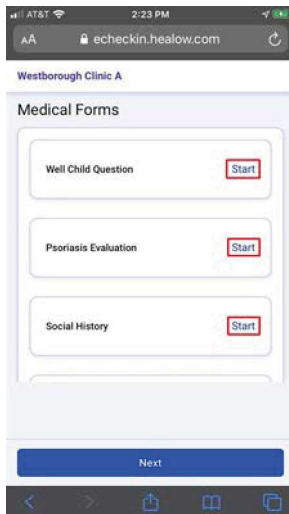 AT&T 2:23 PM
AA echeckin.healow.com
Westborough Clinic A
Medical Forms
Well Child Question Start
Psoriasis Evaluation Start
Social History Start
Next